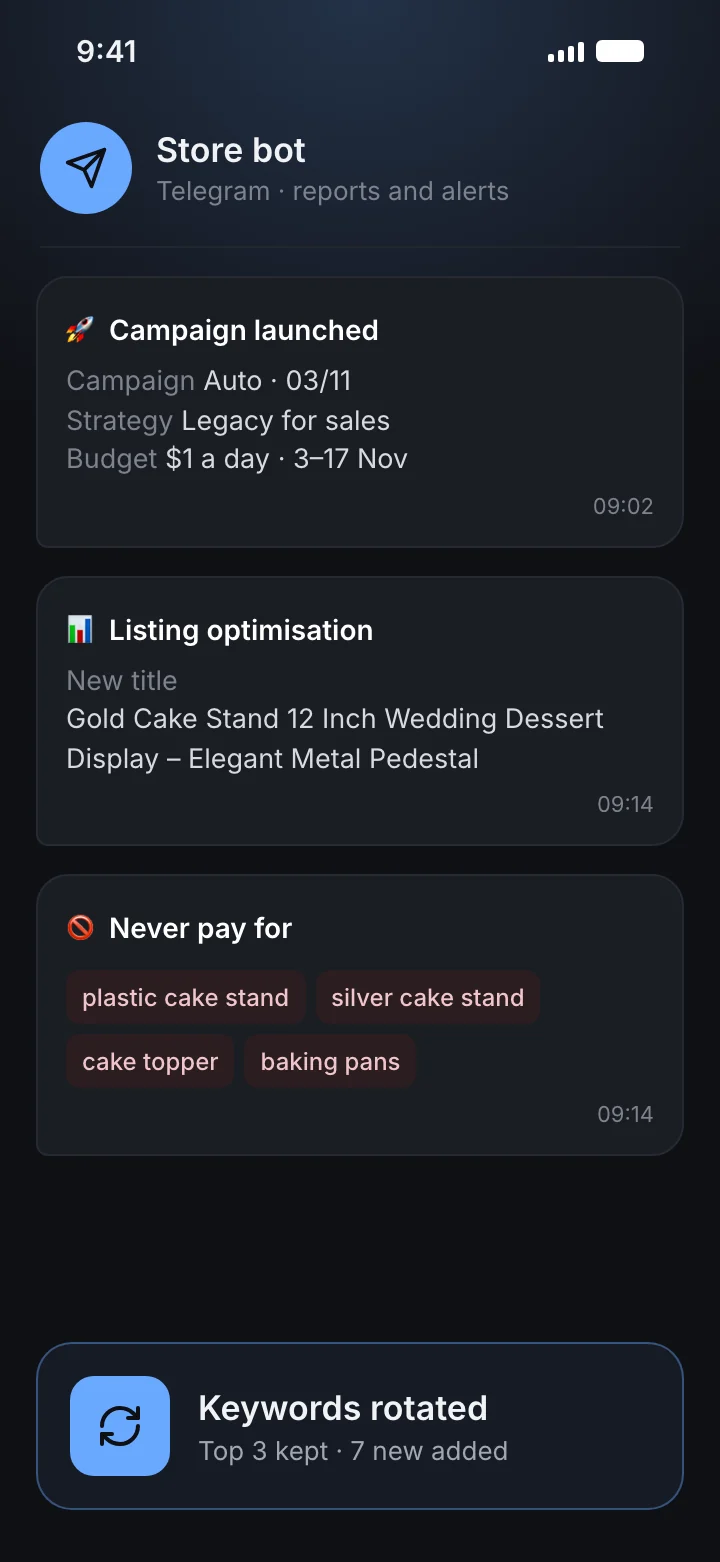 9:41
Store bot
Telegram · reports and alerts
🚀 Campaign launched
Campaign Auto · 03/11
Strategy Legacy for sales
Budget $1 a day · 3–17 Nov
09:02
📊 Listing optimisation
New title
Gold Cake Stand 12 Inch Wedding Dessert
Display – Elegant Metal Pedestal
09:14
🚫 Never pay for
plastic cake stand silver cake stand
cake topper baking pans
09:14
Keywords rotated
Top 3 kept · 7 new added